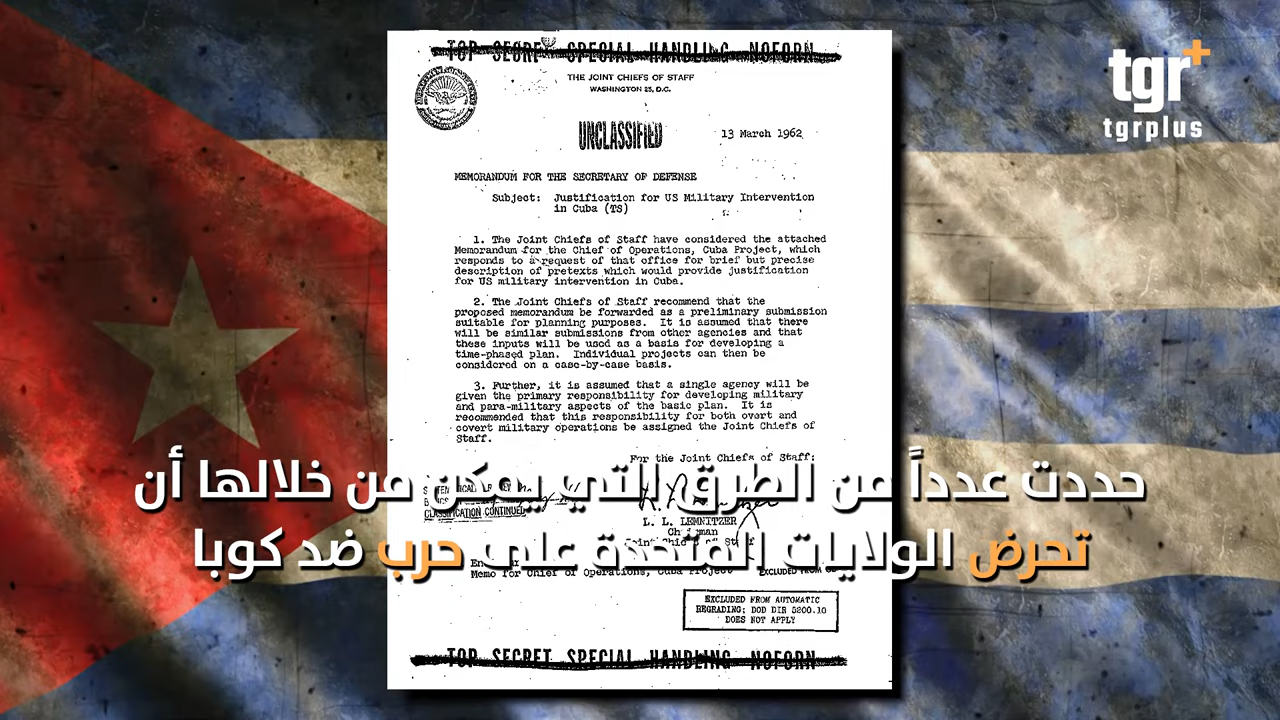 TOP SECRET SPECIAL HANDLING NOFORN
THE JOINT CHIEFS OF STAFF
WASHINGTON 25, D.C.
UNCLASSIFIED
13 March 1962
MEMORANDUM FOR THE SECRETARY OF DEFENSE
Subject: Justification for US Military Intervention
in Cuba (TS)
1. The Joint Chiefs of Staff have considered the attached
Memorandum for the Chief of Operations, Cuba Project, which
responds to a request of that office for brief but precise
description of pretexts which would provide justification
for US military intervention in Cuba.
2. The Joint Chiefs of Staff recommend that the
proposed memorandum be forwarded as a preliminary submission
suitable for planning purposes. It is assumed that there
will be similar submissions from other agencies and that
these inputs will be used as a basis for developing a
time-phased plan. Individual projects can then be
considered on a case-by-case basis.
3. Further, it is assumed that a single agency will be
given the primary responsibility for developing military
and para-military aspects of the basic plan. It is
recommended that this responsibility for both overt and
covert military operations be assigned the Joint Chiefs of
Staff.
For the Joint Chiefs of Staff:
CLASSIFICATION CONTINUED
L. L. LEMNITZER
Chairman
Joint Chiefs of Staff
Memo for Chief of Operations, Cuba Project
EXCLUDED FROM
EXCLUDED FROM AUTOMATIC
REGRADING; DOD DIR 5200.10
DOES NOT APPLY
TOP SECRET SPECIAL HANDLING NOFORN
tgr+
tgrplus
حددت عدداً من الطرق التي يمكن من خلالها أن
تحرض الولايات المتحدة على حرب ضد كوبا